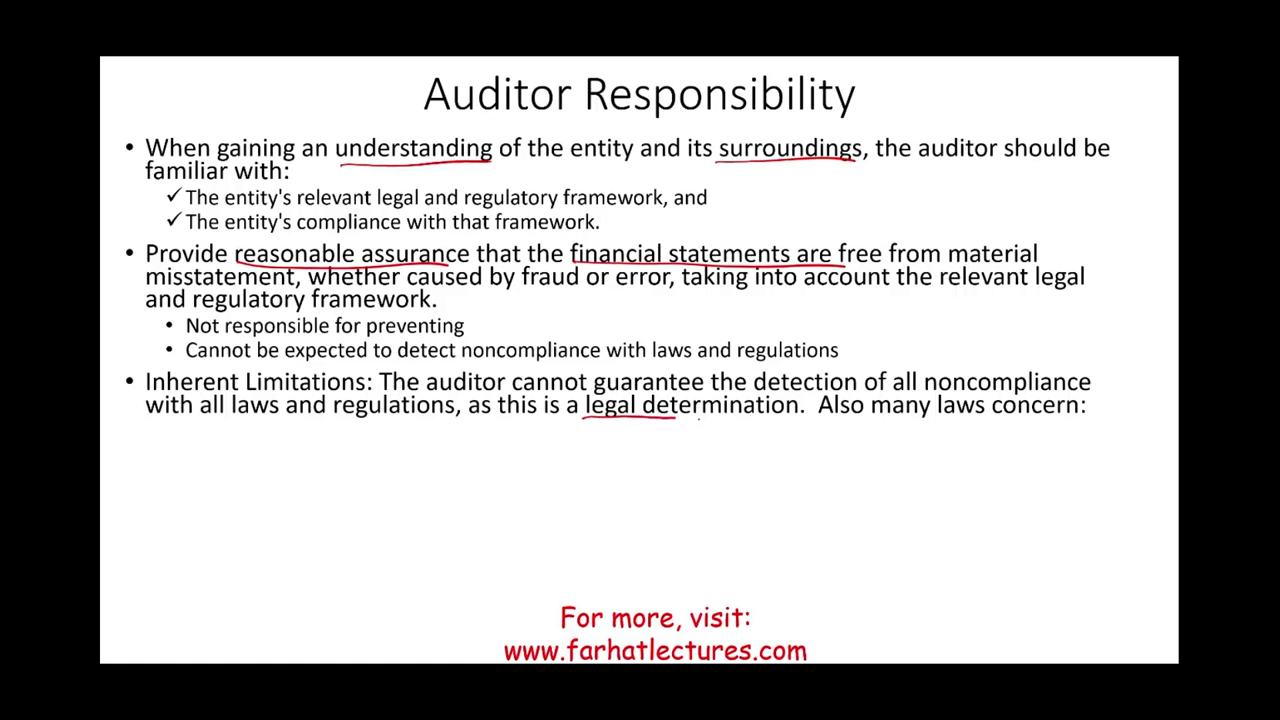 Auditor Responsibility
• When gaining an understanding of the entity and its surroundings, the auditor should be
familiar with:
✓The entity's relevant legal and regulatory framework, and
✓The entity's compliance with that framework.
• Provide reasonable assurance that the financial statements are free from material
misstatement, whether caused by fraud or error, taking into account the relevant legal
and regulatory framework.
• Not responsible for preventing
• Cannot be expected to detect noncompliance with laws and regulations
• Inherent Limitations: The auditor cannot guarantee the detection of all noncompliance
with all laws and regulations, as this is a legal determination. Also many laws concern:
For more, visit:
www.farhatlectures.com